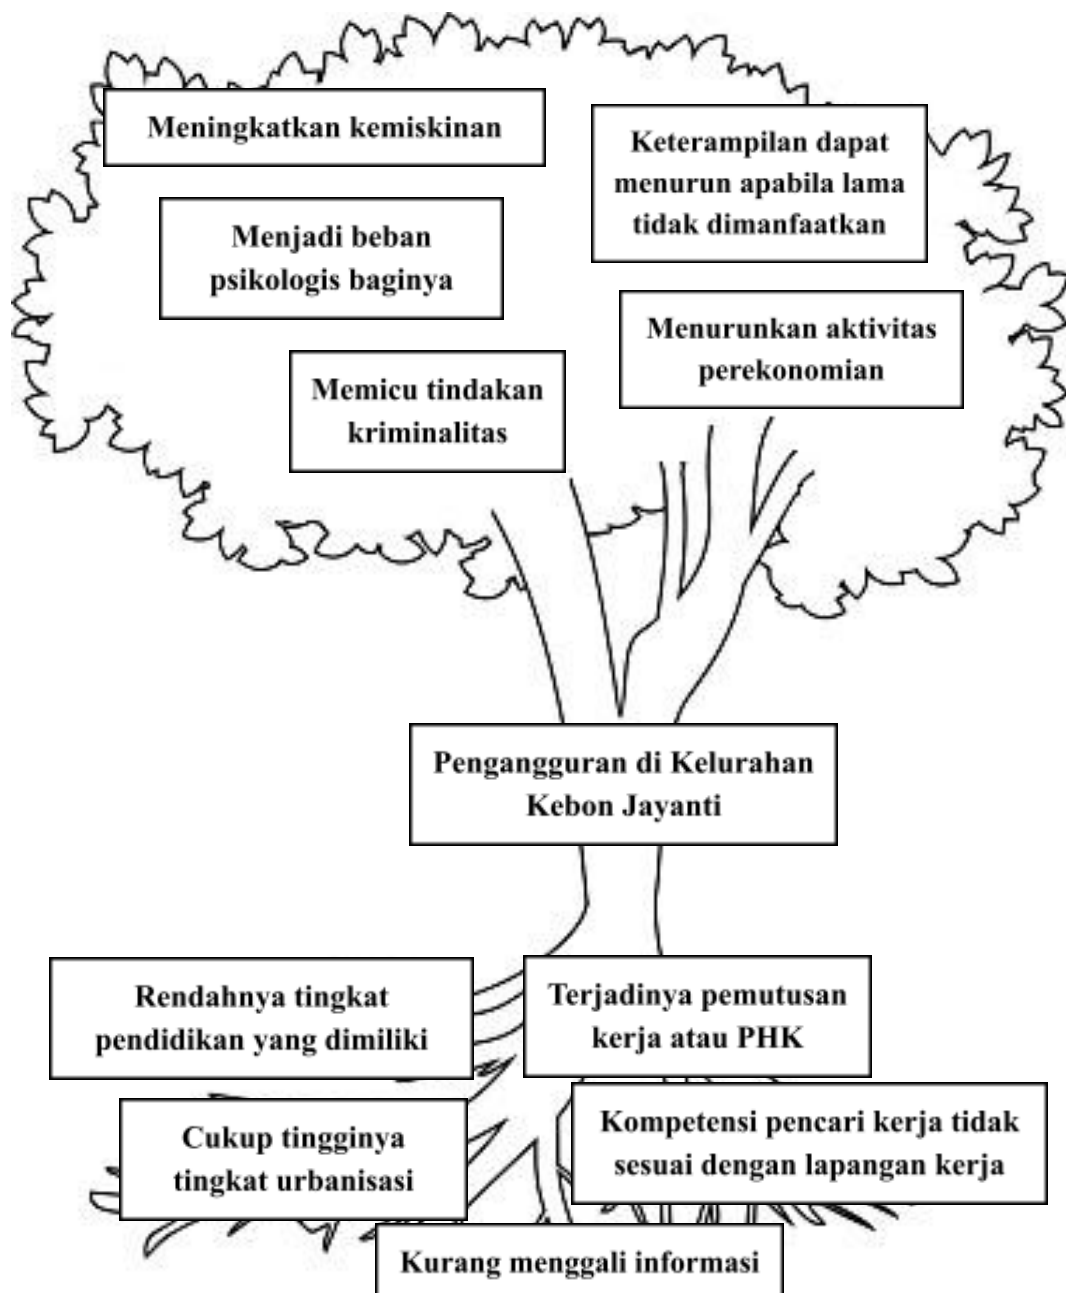 Meningkatkan kemiskinan
Keterampilan dapat
menurun apabila lama
tidak dimanfaatkan
Menjadi beban
psikologis baginya
Menurunkan aktivitas
perekonomian
Memicu tindakan
kriminalitas
Pengangguran di Kelurahan
Kebon Jayanti
Rendahnya tingkat
pendidikan yang dimiliki
Terjadinya pemutusan
kerja atau PHK
Cukup tingginya
tingkat urbanisasi
Kompetensi pencari kerja tidak
sesuai dengan lapangan kerja
Kurang menggali informasi